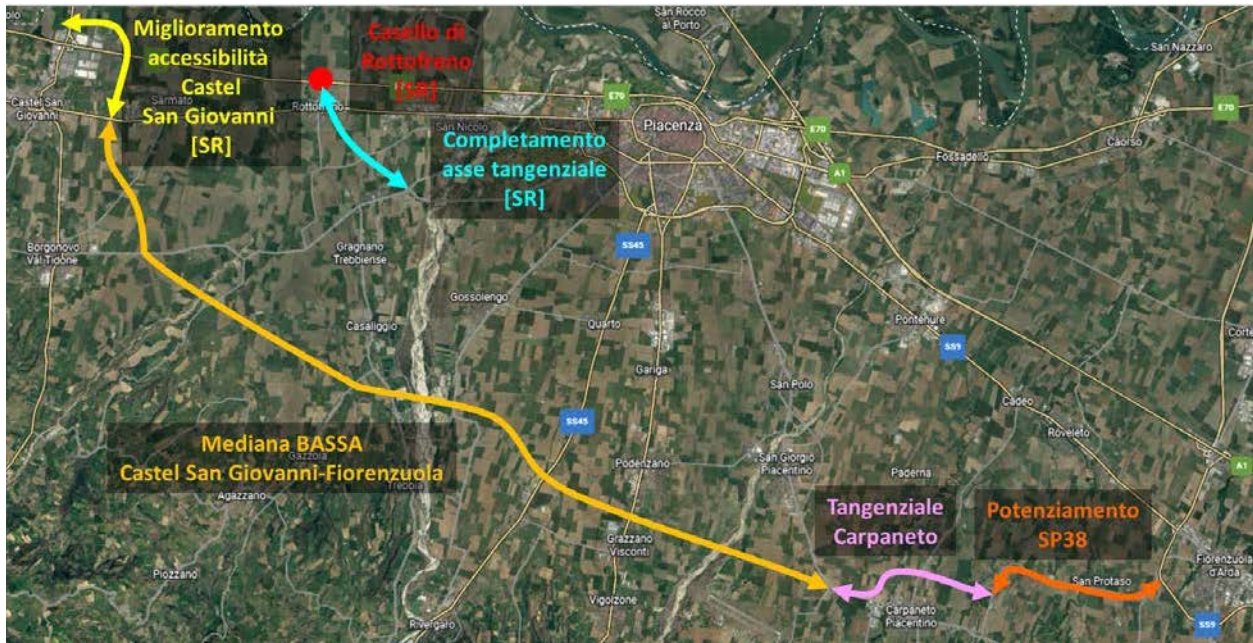 Miglioramento
accessibilità
Castel
San Giovanni
[SR]
Casello di
Rottofreno
[SR]
San Rocco
al Porto
San Nazzaro
Castel San
Giovanni
Sarmato
Rottofreno
E70
San Nicolò
Piacenza
E70
E70
Caorso
Fossadello
A1
Completamento
asse tangenziale
[SR]
Borgonovo
Val Tidone
Gragnano
Trebbiense
SS45
Gossolengo
Quarto
Pontenure
Casaliggio
SS9
Corte
Gariga
San Polo
Cadeo
Roveleto
Mediana BASSA
Castel San Giovanni-Fiorenzuola
SS45
Gazzola
Podenzano
San Giorgio
Piacentino
Paderna
A1
Agazzano
Trebbia
Tangenziale
Carpaneto
Potenziamento
SP38
Grazzano
Visconti
Fiorenzuola
d'Arda
Piozzano
San Protaso
Vigolzone
Carpaneto
Piacentino
Rivergaro
SS9